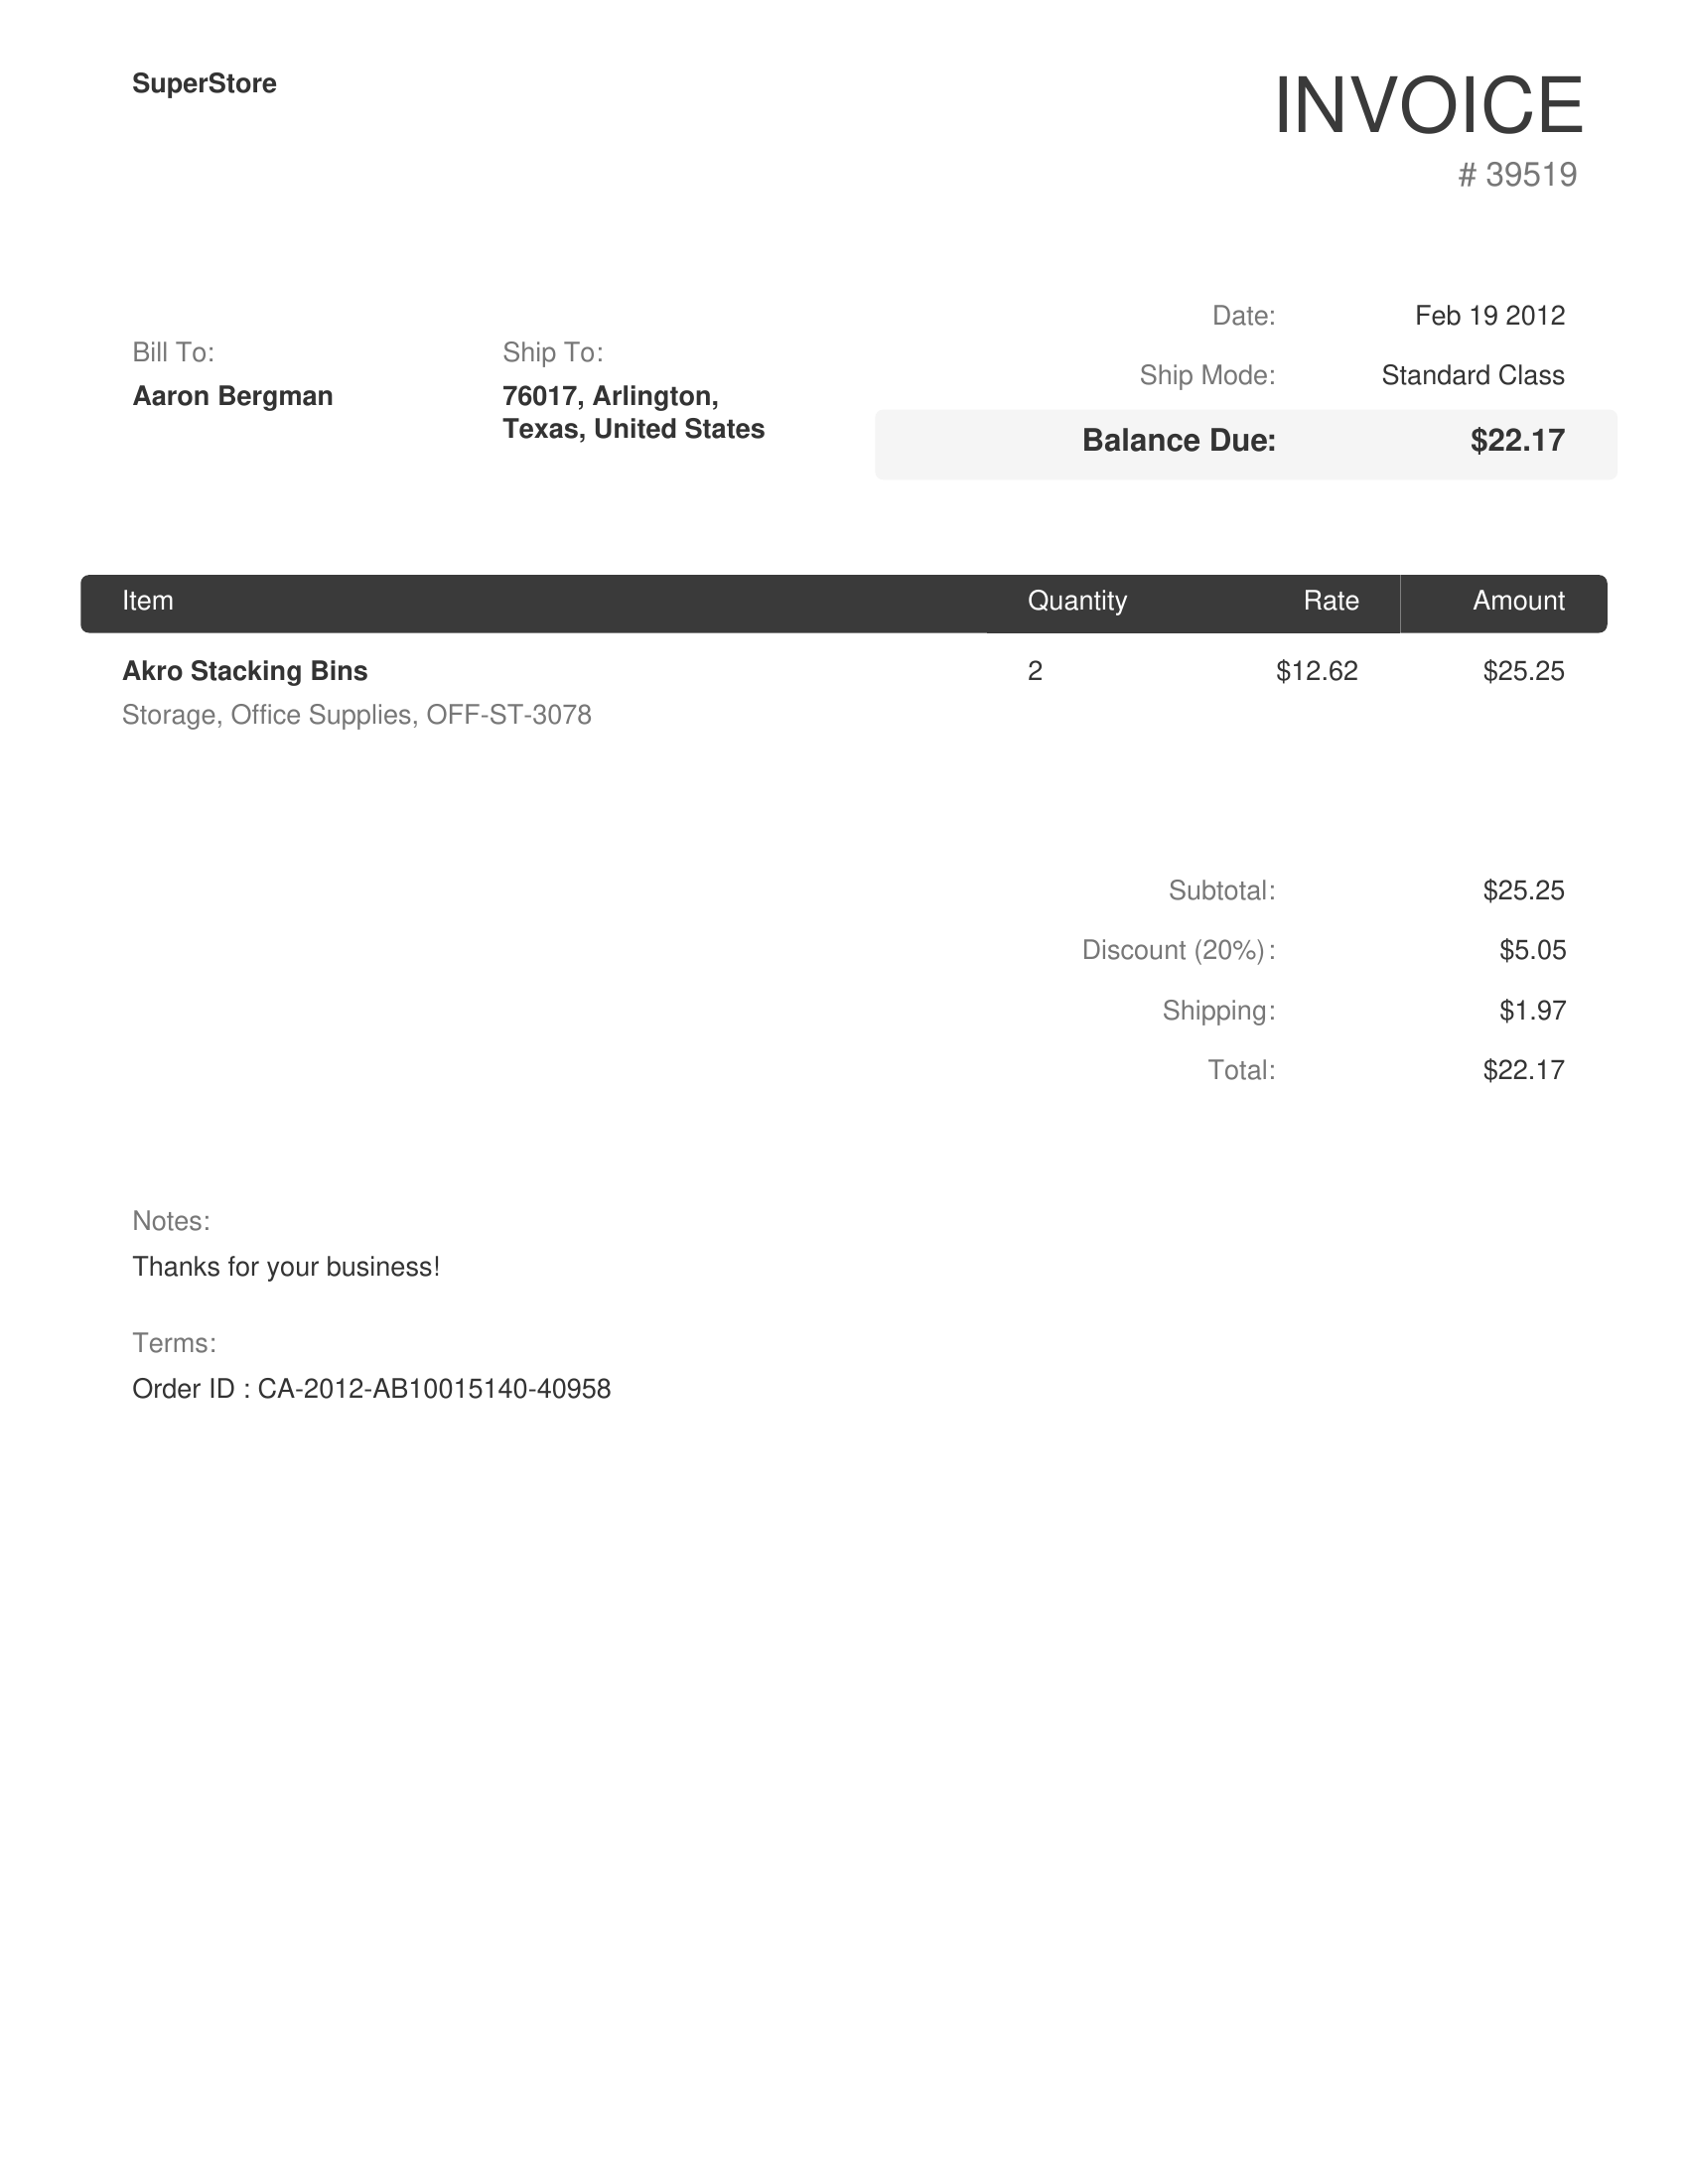 SuperStore
INVOICE
# 39519
Date: Feb 19 2012
Ship Mode: Standard Class
Balance Due: $22.17
Bill To:
Aaron Bergman
Ship To:
76017, Arlington,
Texas, United States
Item Quantity Rate Amount
Akro Stacking Bins 2 $12.62 $25.25
Storage, Office Supplies, OFF-ST-3078
Subtotal: $25.25
Discount (20%): $5.05
Shipping: $1.97
Total: $22.17
Notes:
Thanks for your business!
Terms:
Order ID : CA-2012-AB10015140-40958